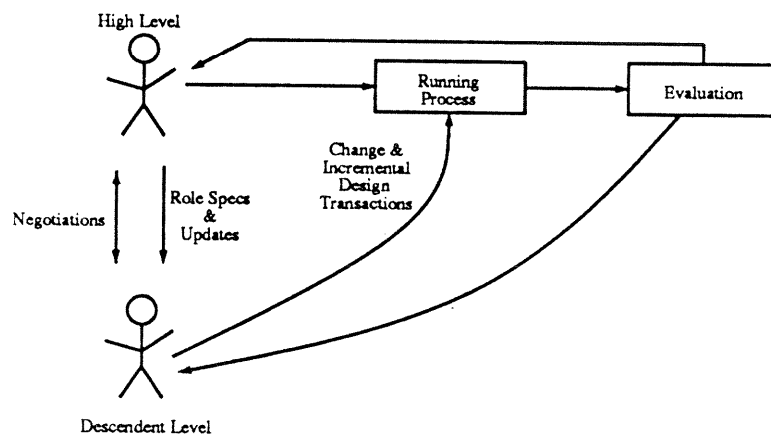 High Level
Running
Process
Evaluation
Change &
Incremental
Design
Transactions
Negotiations
Role Specs
&
Updates
Descendent Level